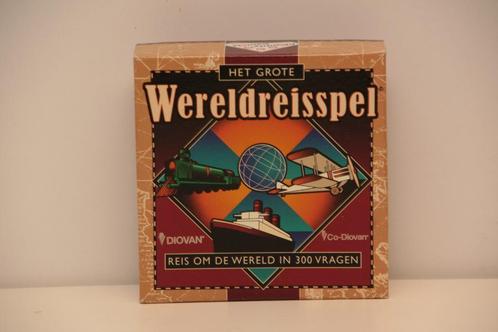 HET GROTE
Wereldreisspel®
DIOVAN®
Co-Diovan®
REIS OM DE WERELD IN 300 VRAGEN